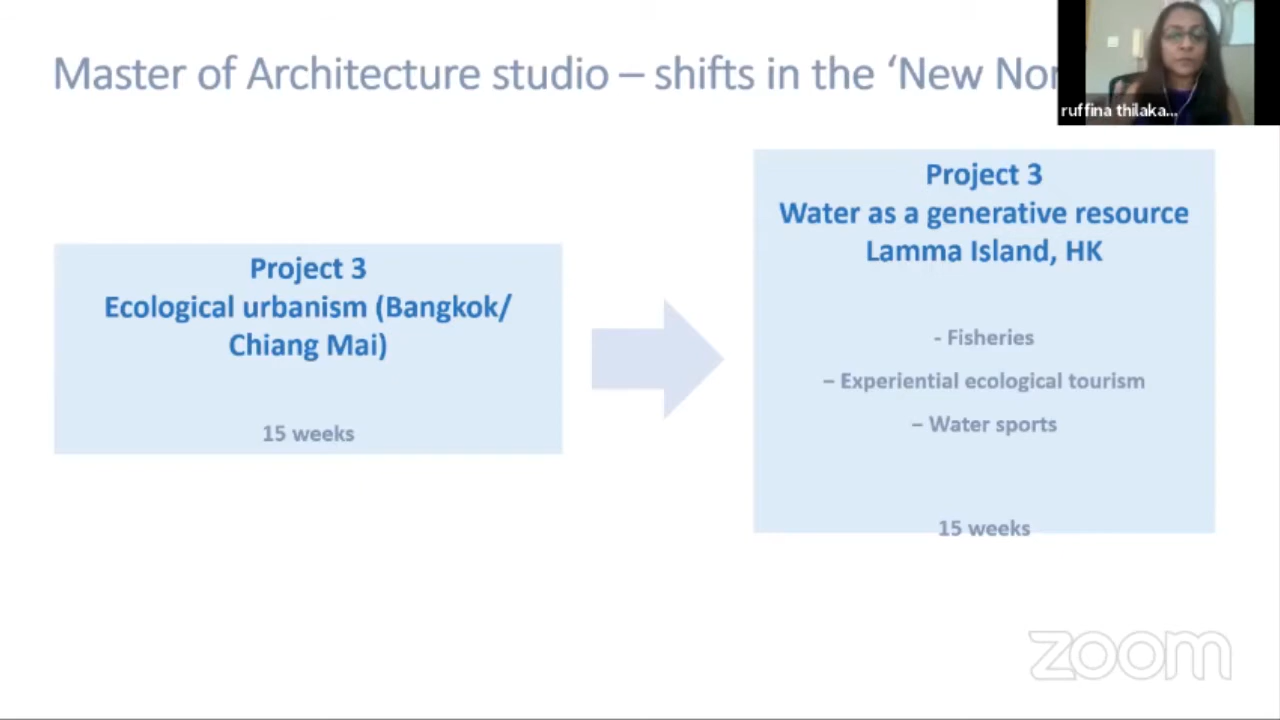 Master of Architecture studio – shifts in the ‘New Nor
ruffina thilaka...
Project 3
Ecological urbanism (Bangkok/
Chiang Mai)
15 weeks
Project 3
Water as a generative resource
Lamma Island, HK
- Fisheries
– Experiential ecological tourism
– Water sports
15 weeks
zoom